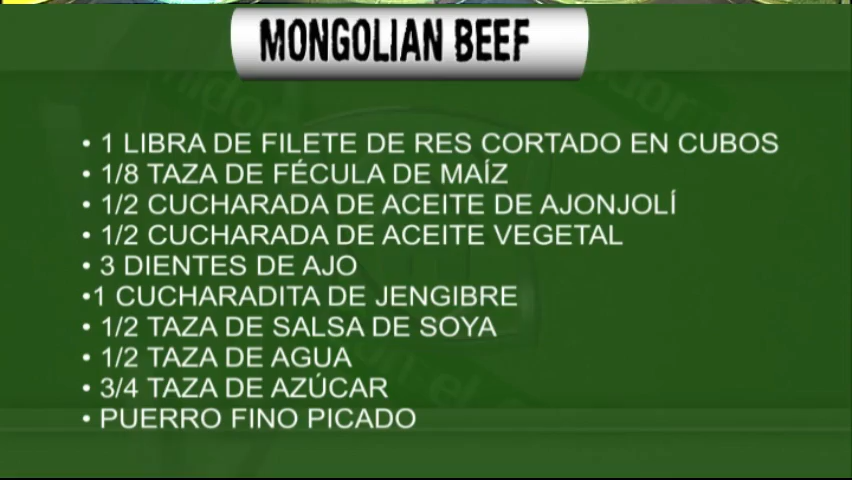 MONGOLIAN BEEF
• 1 LIBRA DE FILETE DE RES CORTADO EN CUBOS
• 1/8 TAZA DE FÉCULA DE MAÍZ
• 1/2 CUCHARADA DE ACEITE DE AJONJOLÍ
• 1/2 CUCHARADA DE ACEITE VEGETAL
• 3 DIENTES DE AJO
•1 CUCHARADITA DE JENGIBRE
• 1/2 TAZA DE SALSA DE SOYA
• 1/2 TAZA DE AGUA
• 3/4 TAZA DE AZÚCAR
• PUERRO FINO PICADO